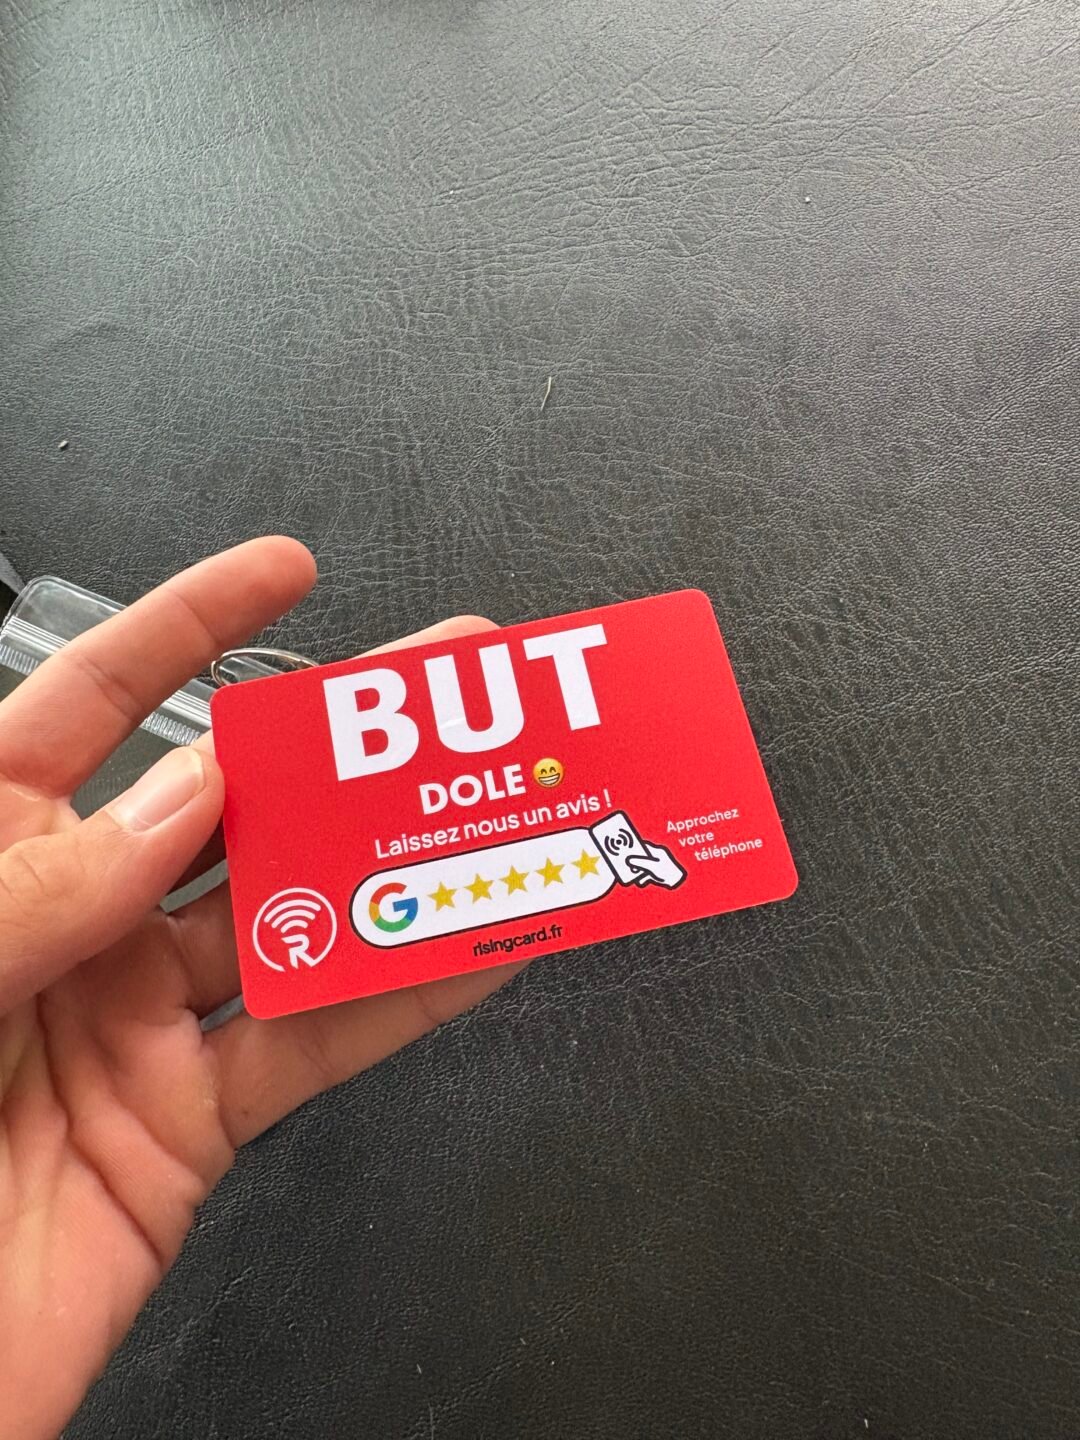 BUT
DOLE 😁
Laissez nous un avis !
Approchez
votre
téléphone
G
R
risingcard.fr